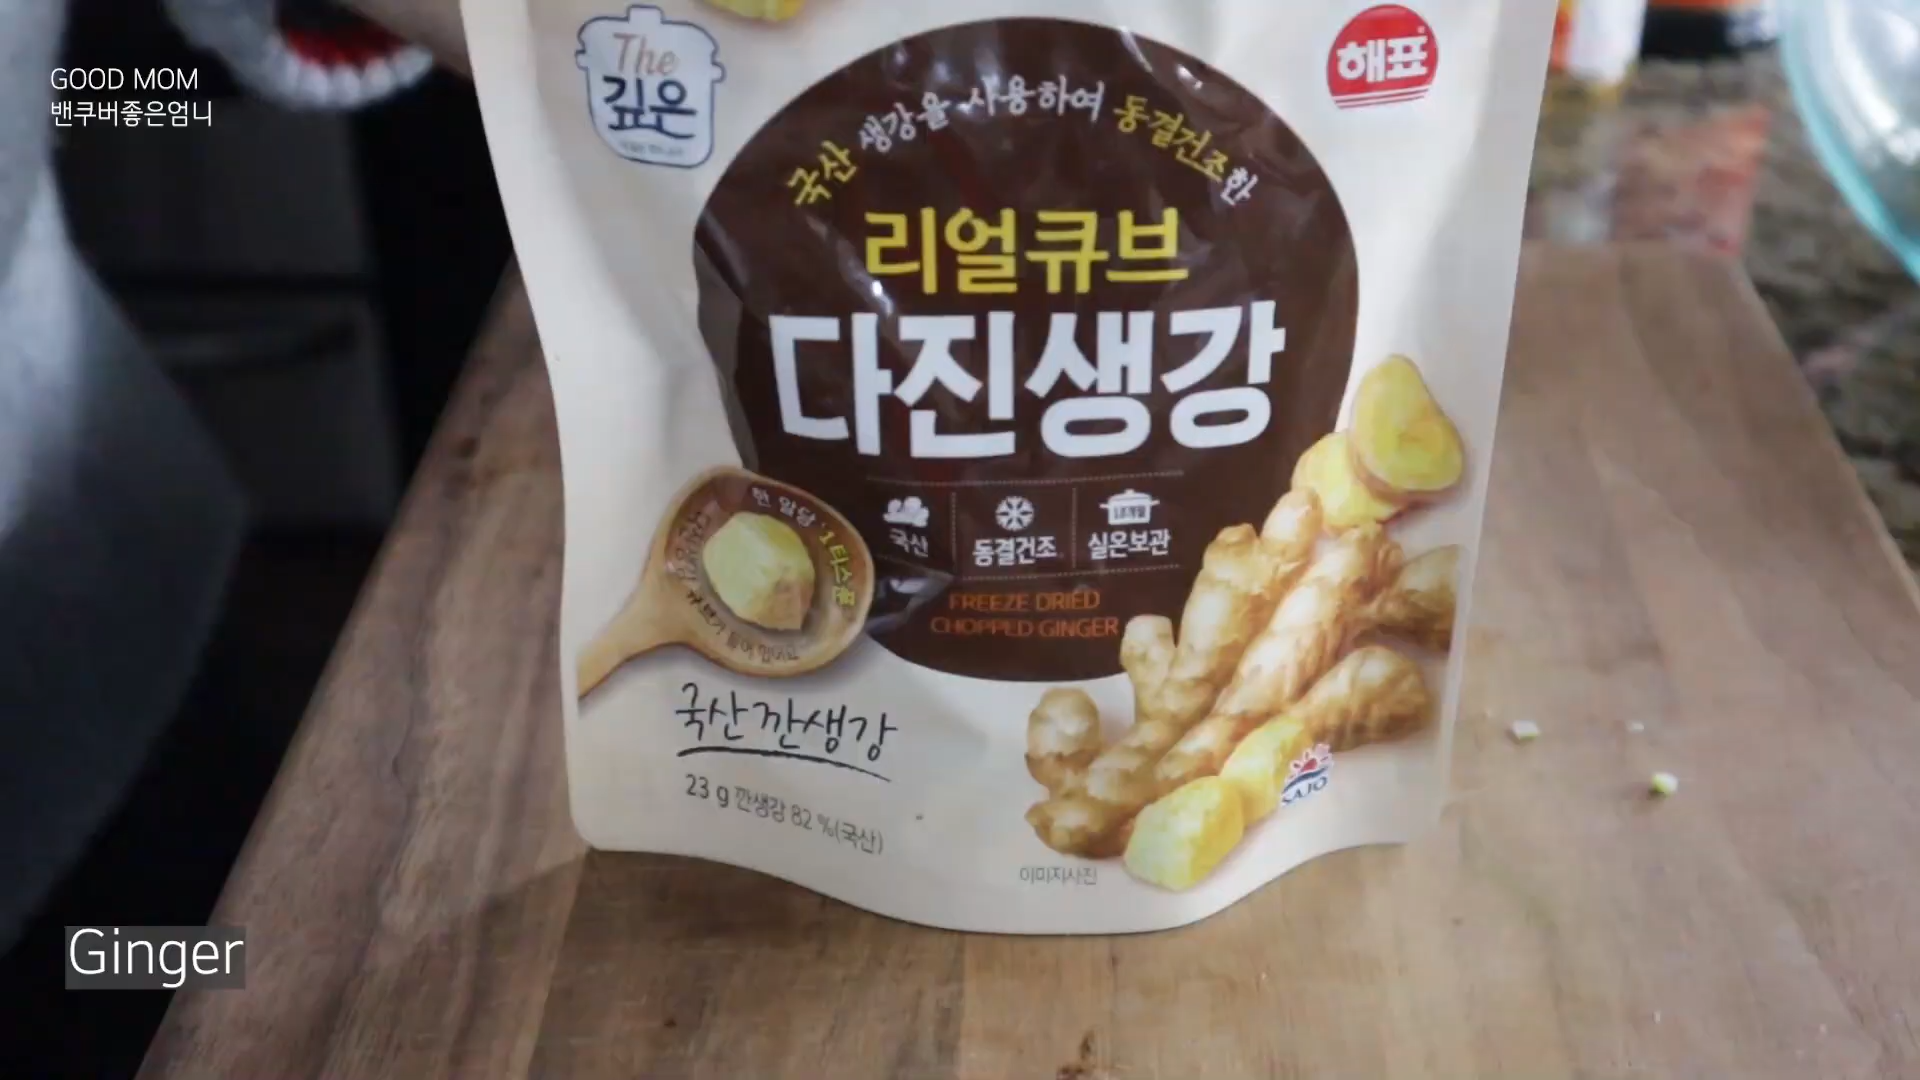 GOOD MOM
밴쿠버좋은엄니
The
깊은
해표
국산 생강을 사용하여 동결건조한
리얼큐브
다진생강
국산
동결건조
실온보관
FREEZE DRIED
CHOPPED GINGER
한 알당 '1티스푼
국산깐생강
23 g 깐생강 82 %(국산)
SAJO
이미지사진
Ginger